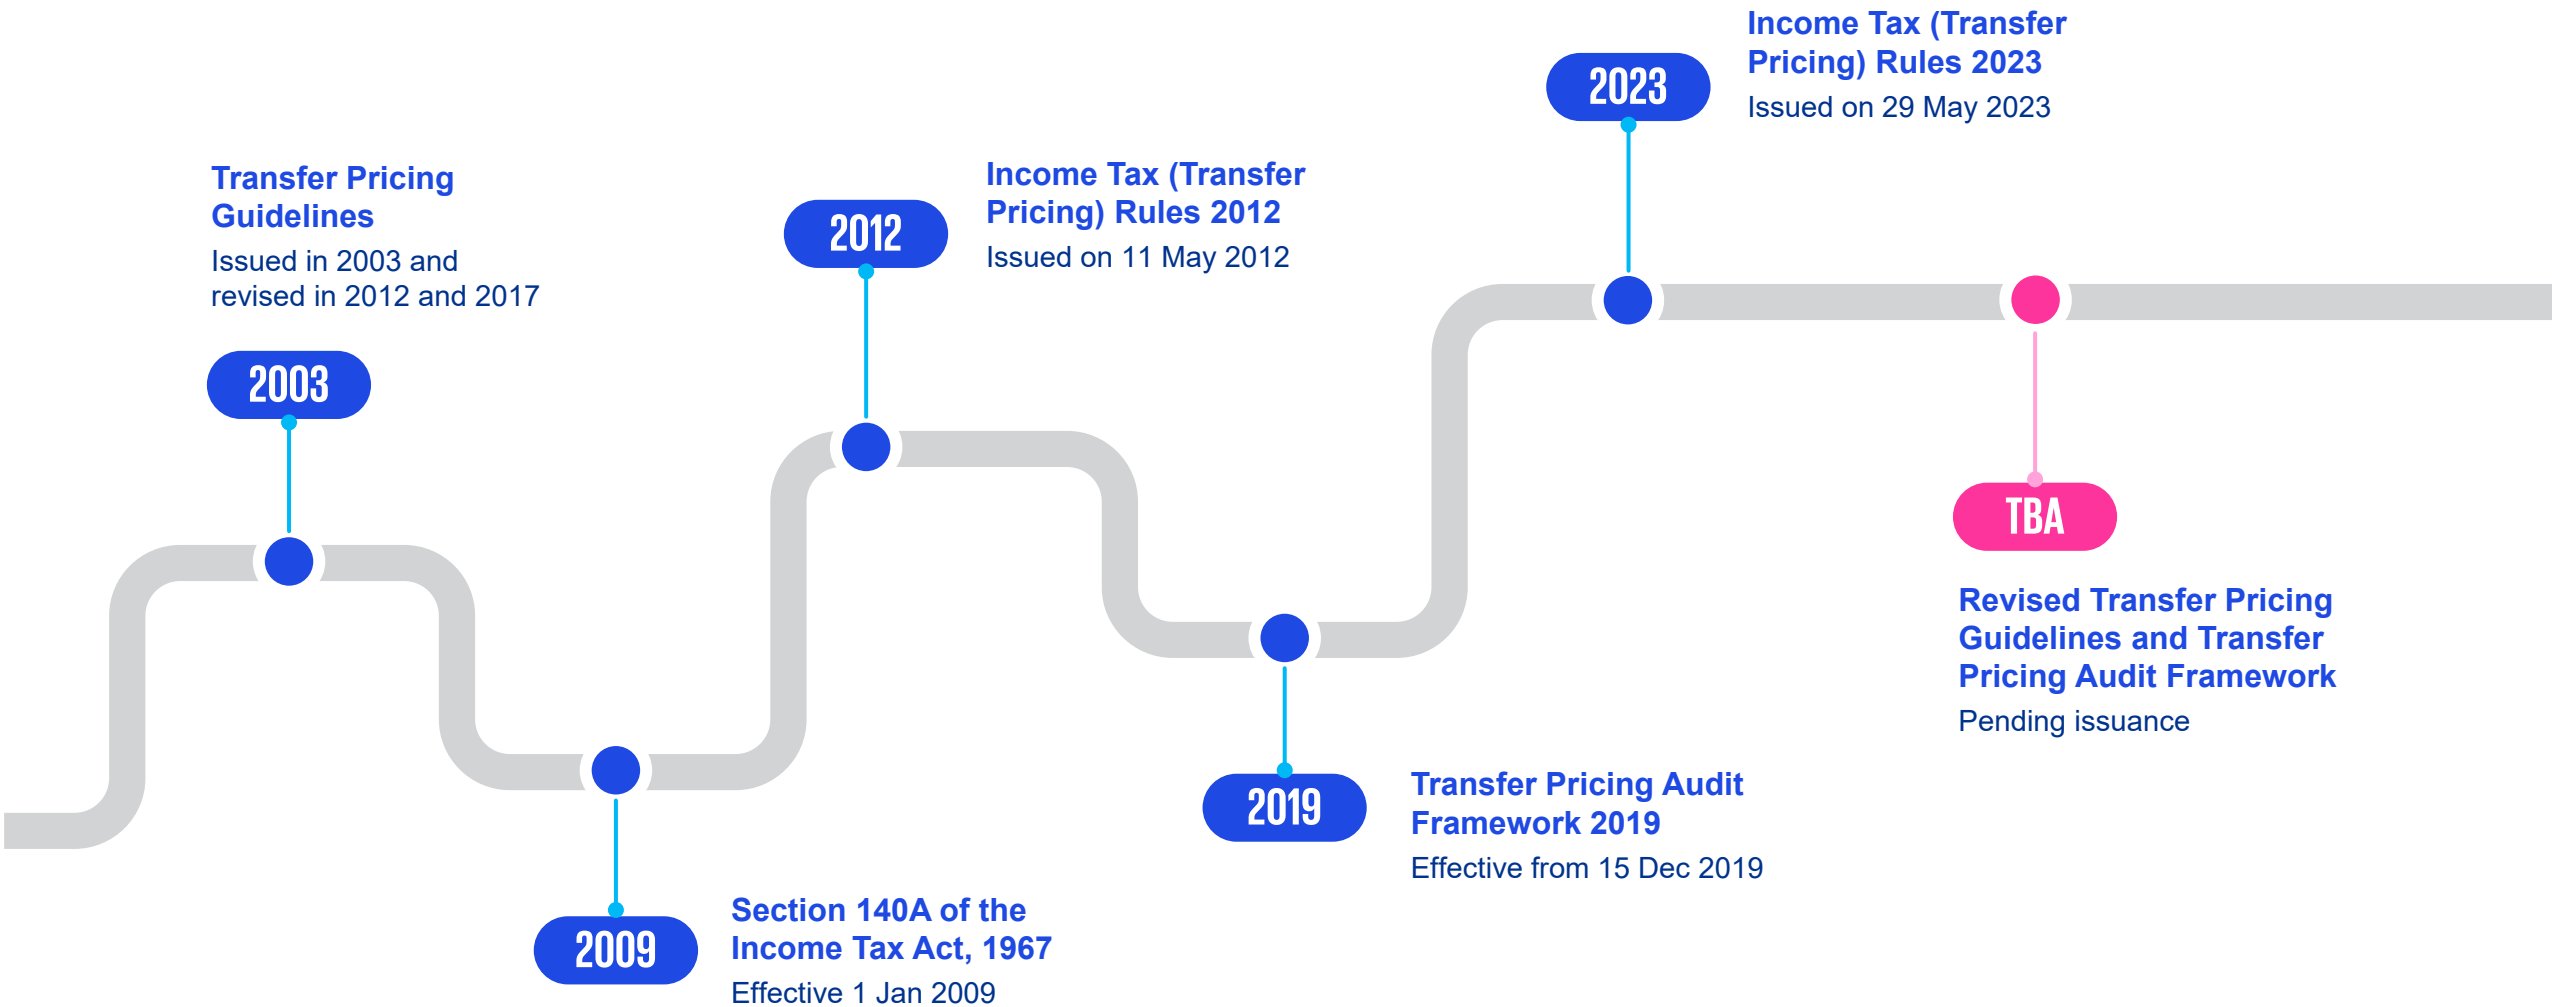 Transfer Pricing
Guidelines
Issued in 2003 and
revised in 2012 and 2017
2003
2009
Section 140A of the
Income Tax Act, 1967
Effective 1 Jan 2009
2012
Income Tax (Transfer
Pricing) Rules 2012
Issued on 11 May 2012
2019
Transfer Pricing Audit
Framework 2019
Effective from 15 Dec 2019
2023
Income Tax (Transfer
Pricing) Rules 2023
Issued on 29 May 2023
TBA
Revised Transfer Pricing
Guidelines and Transfer
Pricing Audit Framework
Pending issuance